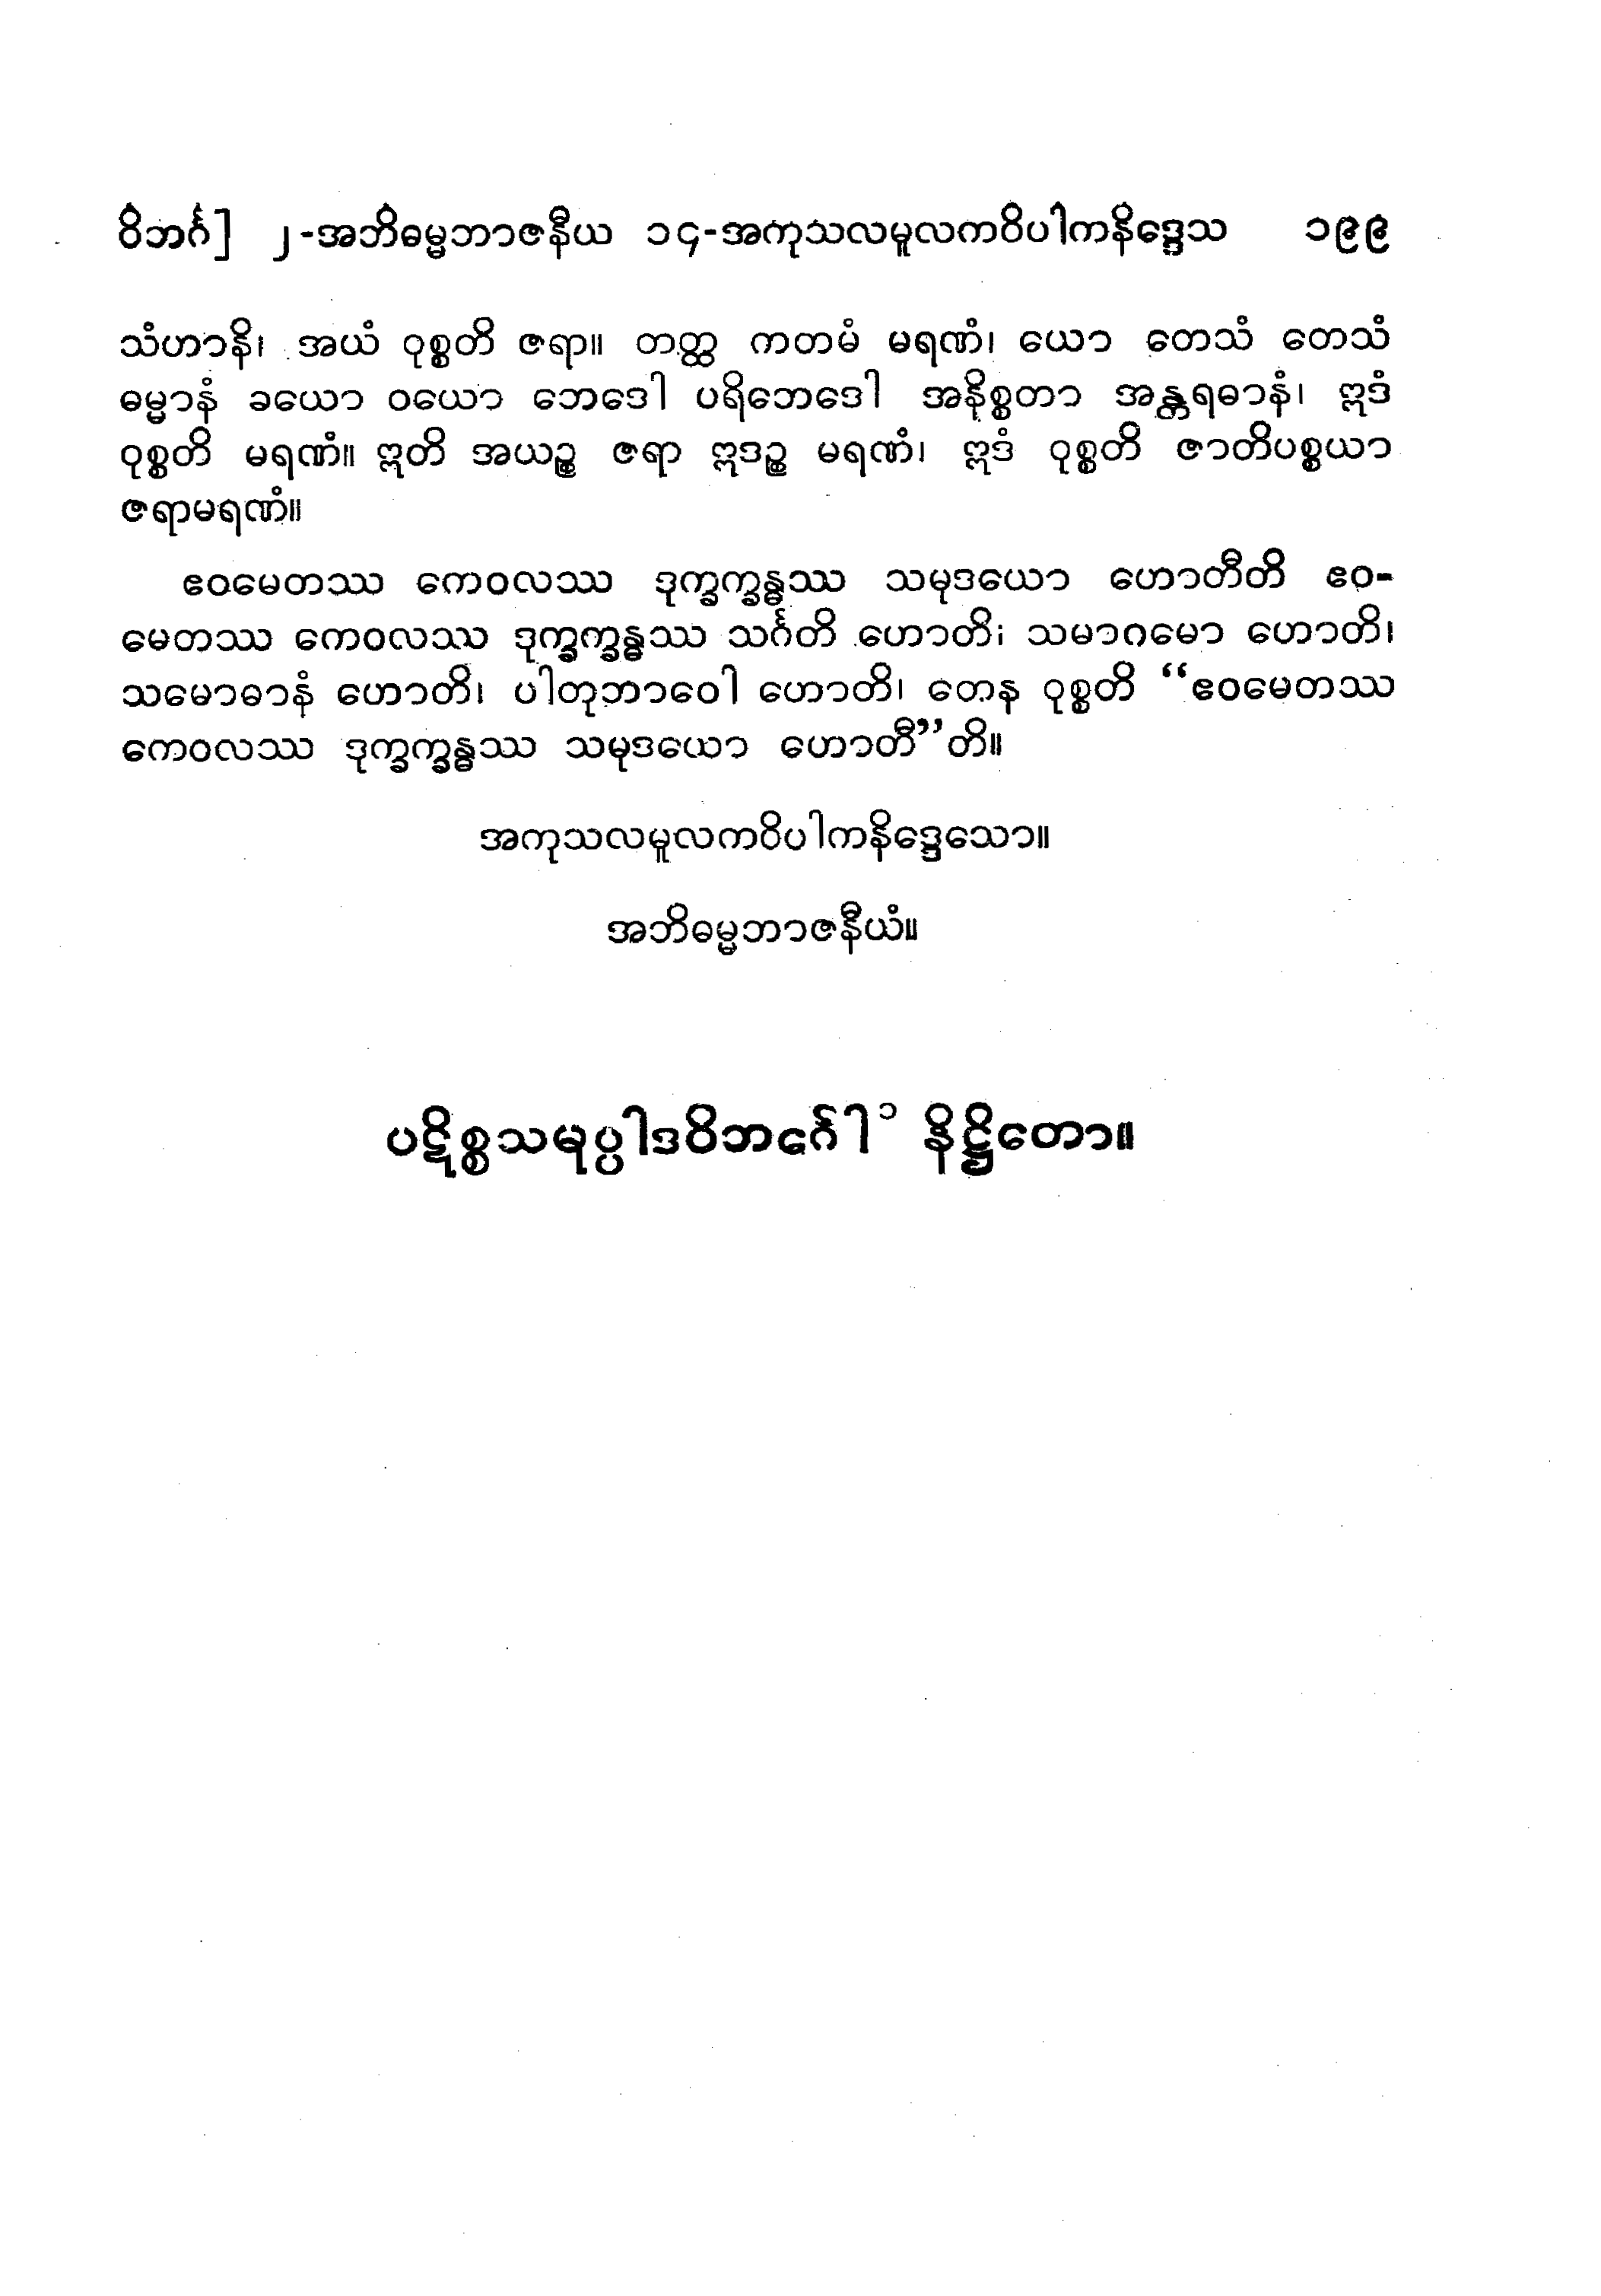 ဝိဘင်္ဂ] ၂-အဘိဓမ္မဘာဇနီယ ၁၄-အကုသလမူလကဝိပါကနိဒ္ဒေသ ၁၉၉
သံဟာနိ၊ အယံ ဝုစ္စတိ ဇရာ။ တတ္ထ ကတမံ မရဏံ၊ ယော တေသံ တေသံ
ဓမ္မာနံ ခယော ဝယော ဘေဒေါ ပရိဘေဒေါ အနိစ္စတာ အန္တရဓာနံ၊ ဣဒံ
ဝုစ္စတိ မရဏံ။ ဣတိ အယဉ္စ ဇရာ ဣဒဉ္စ မရဏံ၊ ဣဒံ ဝုစ္စတိ ဇာတိပစ္စယာ
ဇရာမရဏံ။
ဧဝမေတဿ ကေဝလဿ ဒုက္ခက္ခန္ဓဿ သမုဒယော ဟောတီတိ ဧဝ-
မေတဿ ကေဝလဿ ဒုက္ခက္ခန္ဓဿ သင်္ဂတိ ဟောတိ၊ သမာဂမော ဟောတိ၊
သမောဓာနံ ဟောတိ၊ ပါတုဘာဝေါ ဟောတိ၊ တေန ဝုစ္စတိ “ဧဝမေတဿ
ကေဝလဿ ဒုက္ခက္ခန္ဓဿ သမုဒယော ဟောတီ”တိ။
အကုသလမူလကဝိပါကနိဒ္ဒေသော။
အဘိဓမ္မဘာဇနီယံ။
ပဋိစ္စသမုပ္ပါဒဝိဘင်္ဂေါ၁ နိဋ္ဌိတော။